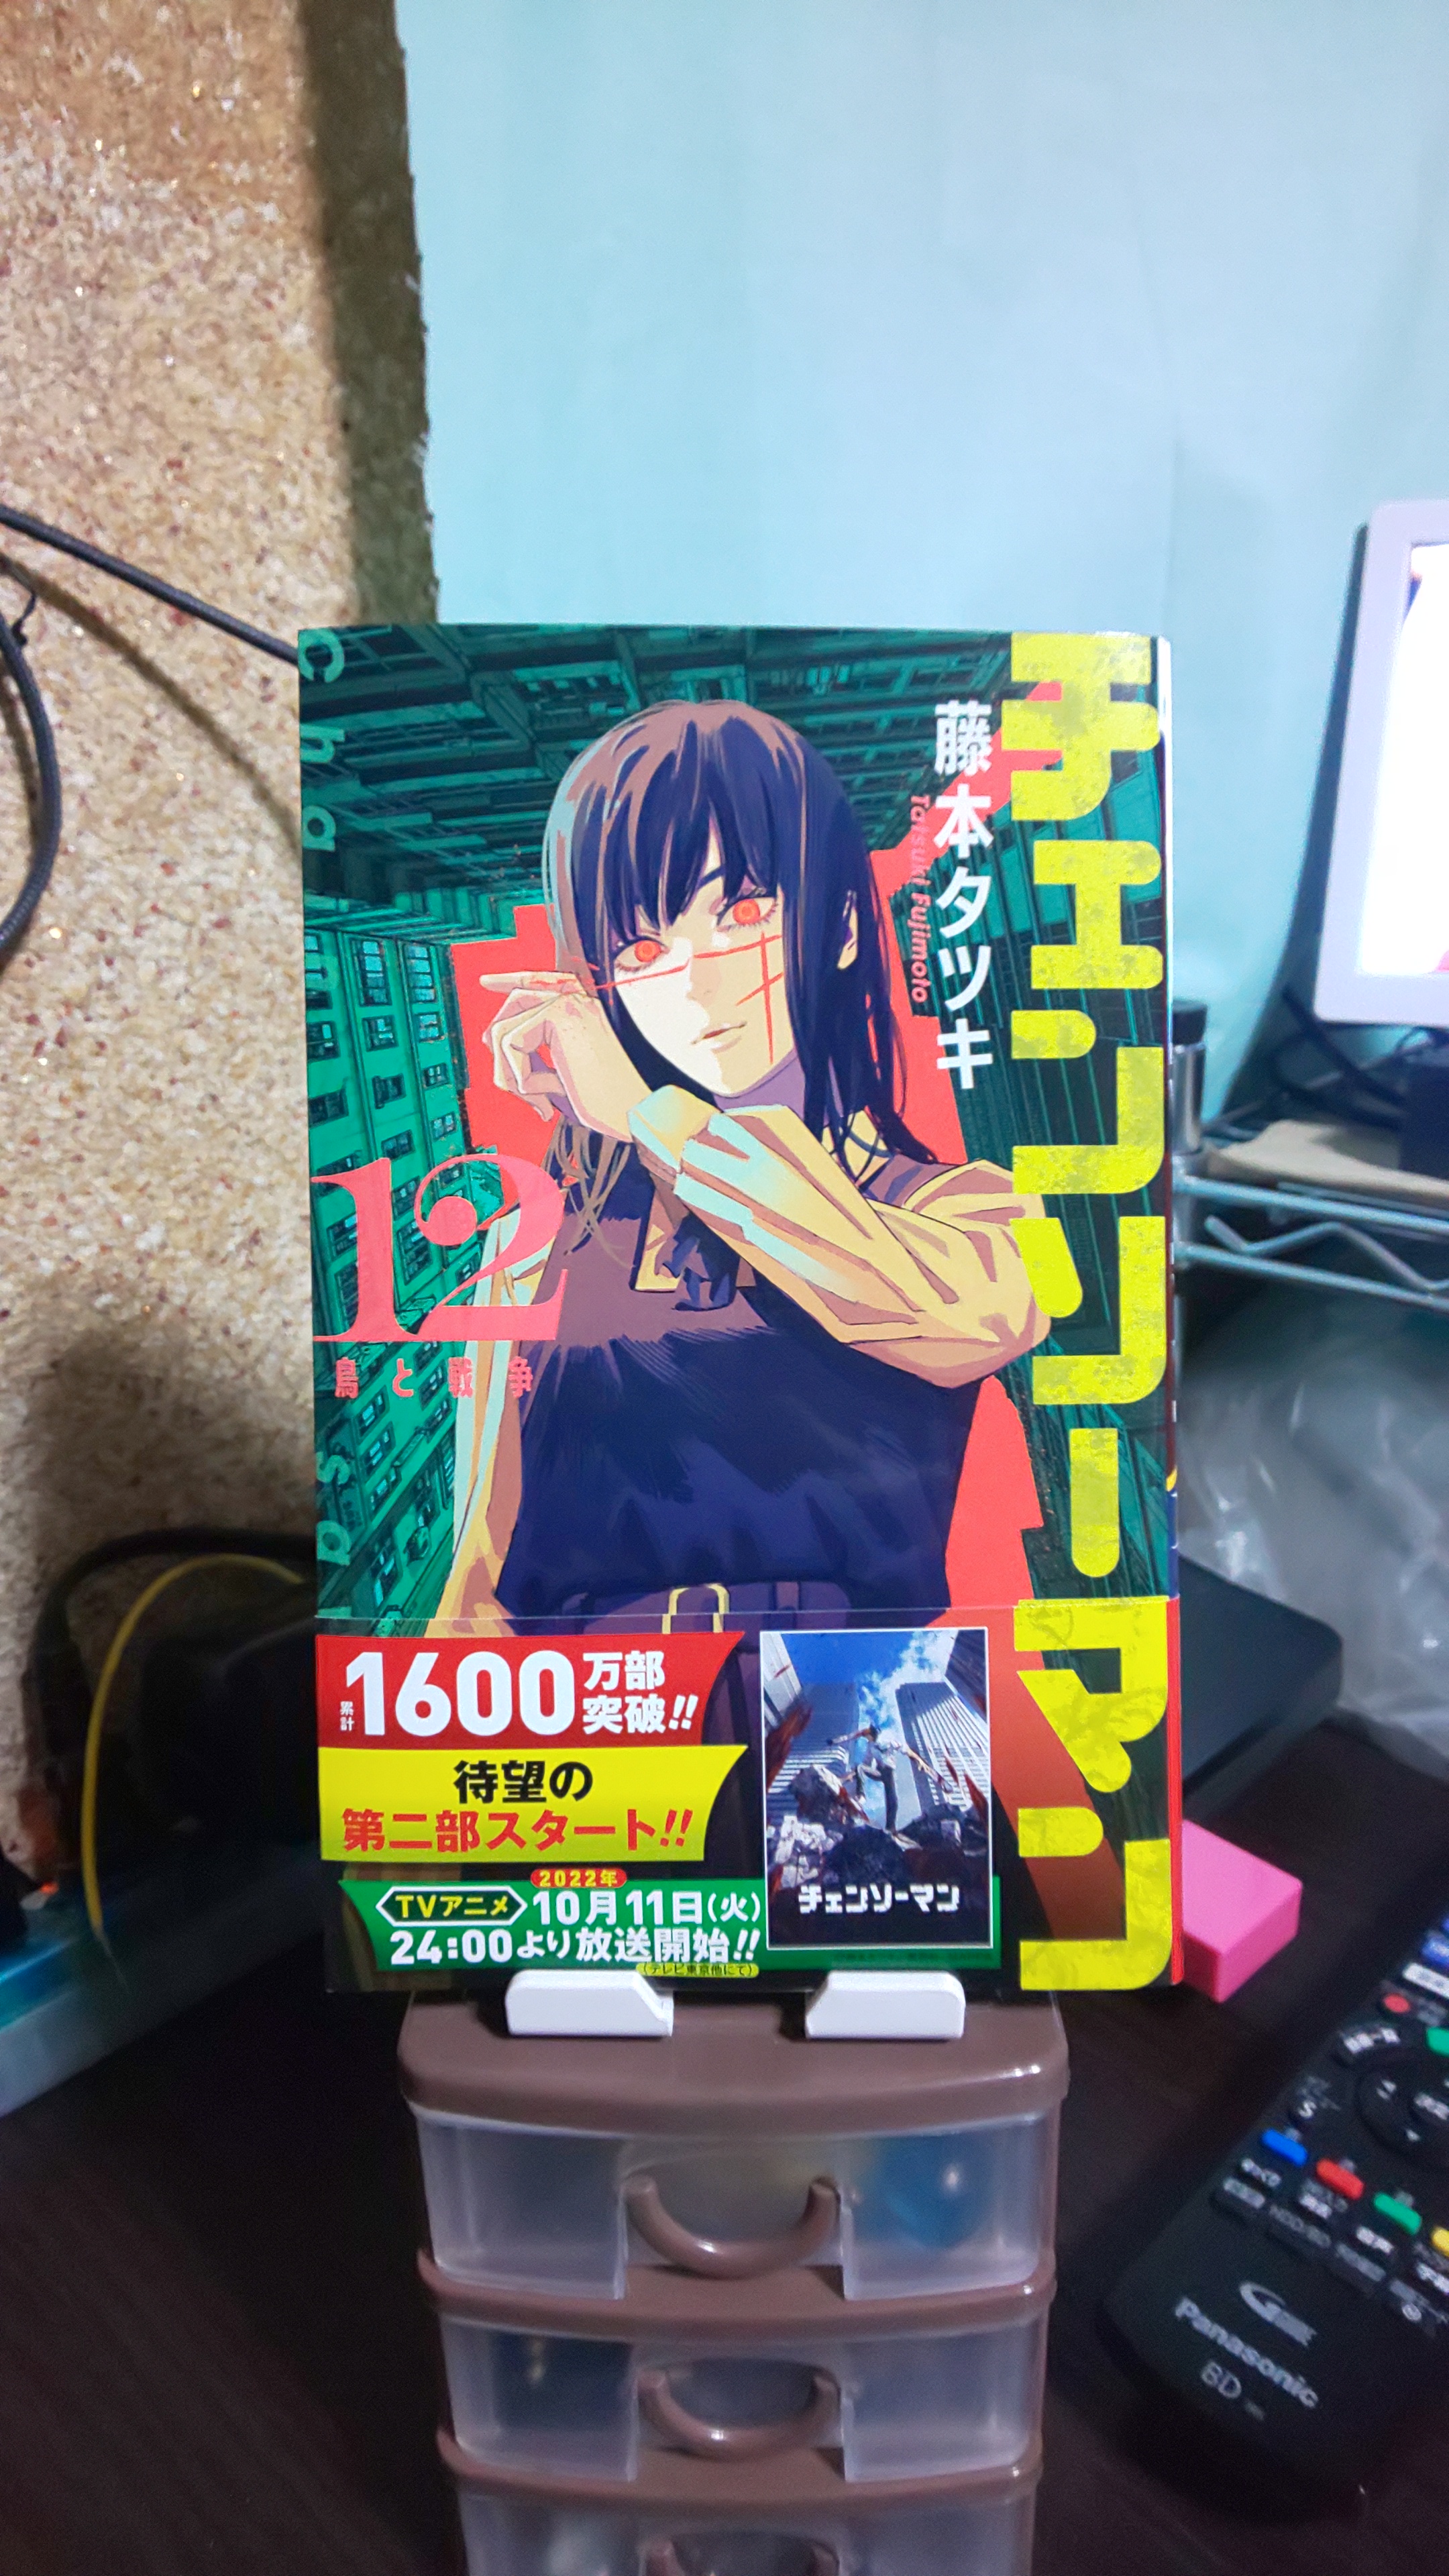 チェンソーマン
藤本タツキ
Tatsuki Fujimoto
12
鳥と戦争
累計
1600万部
突破!!
待望の
第二部スタート!!
2022年
TVアニメ 10月11日(火)
24:00より放送開始!!
(テレビ東京他にて)
チェンソーマン
Panasonic
BD